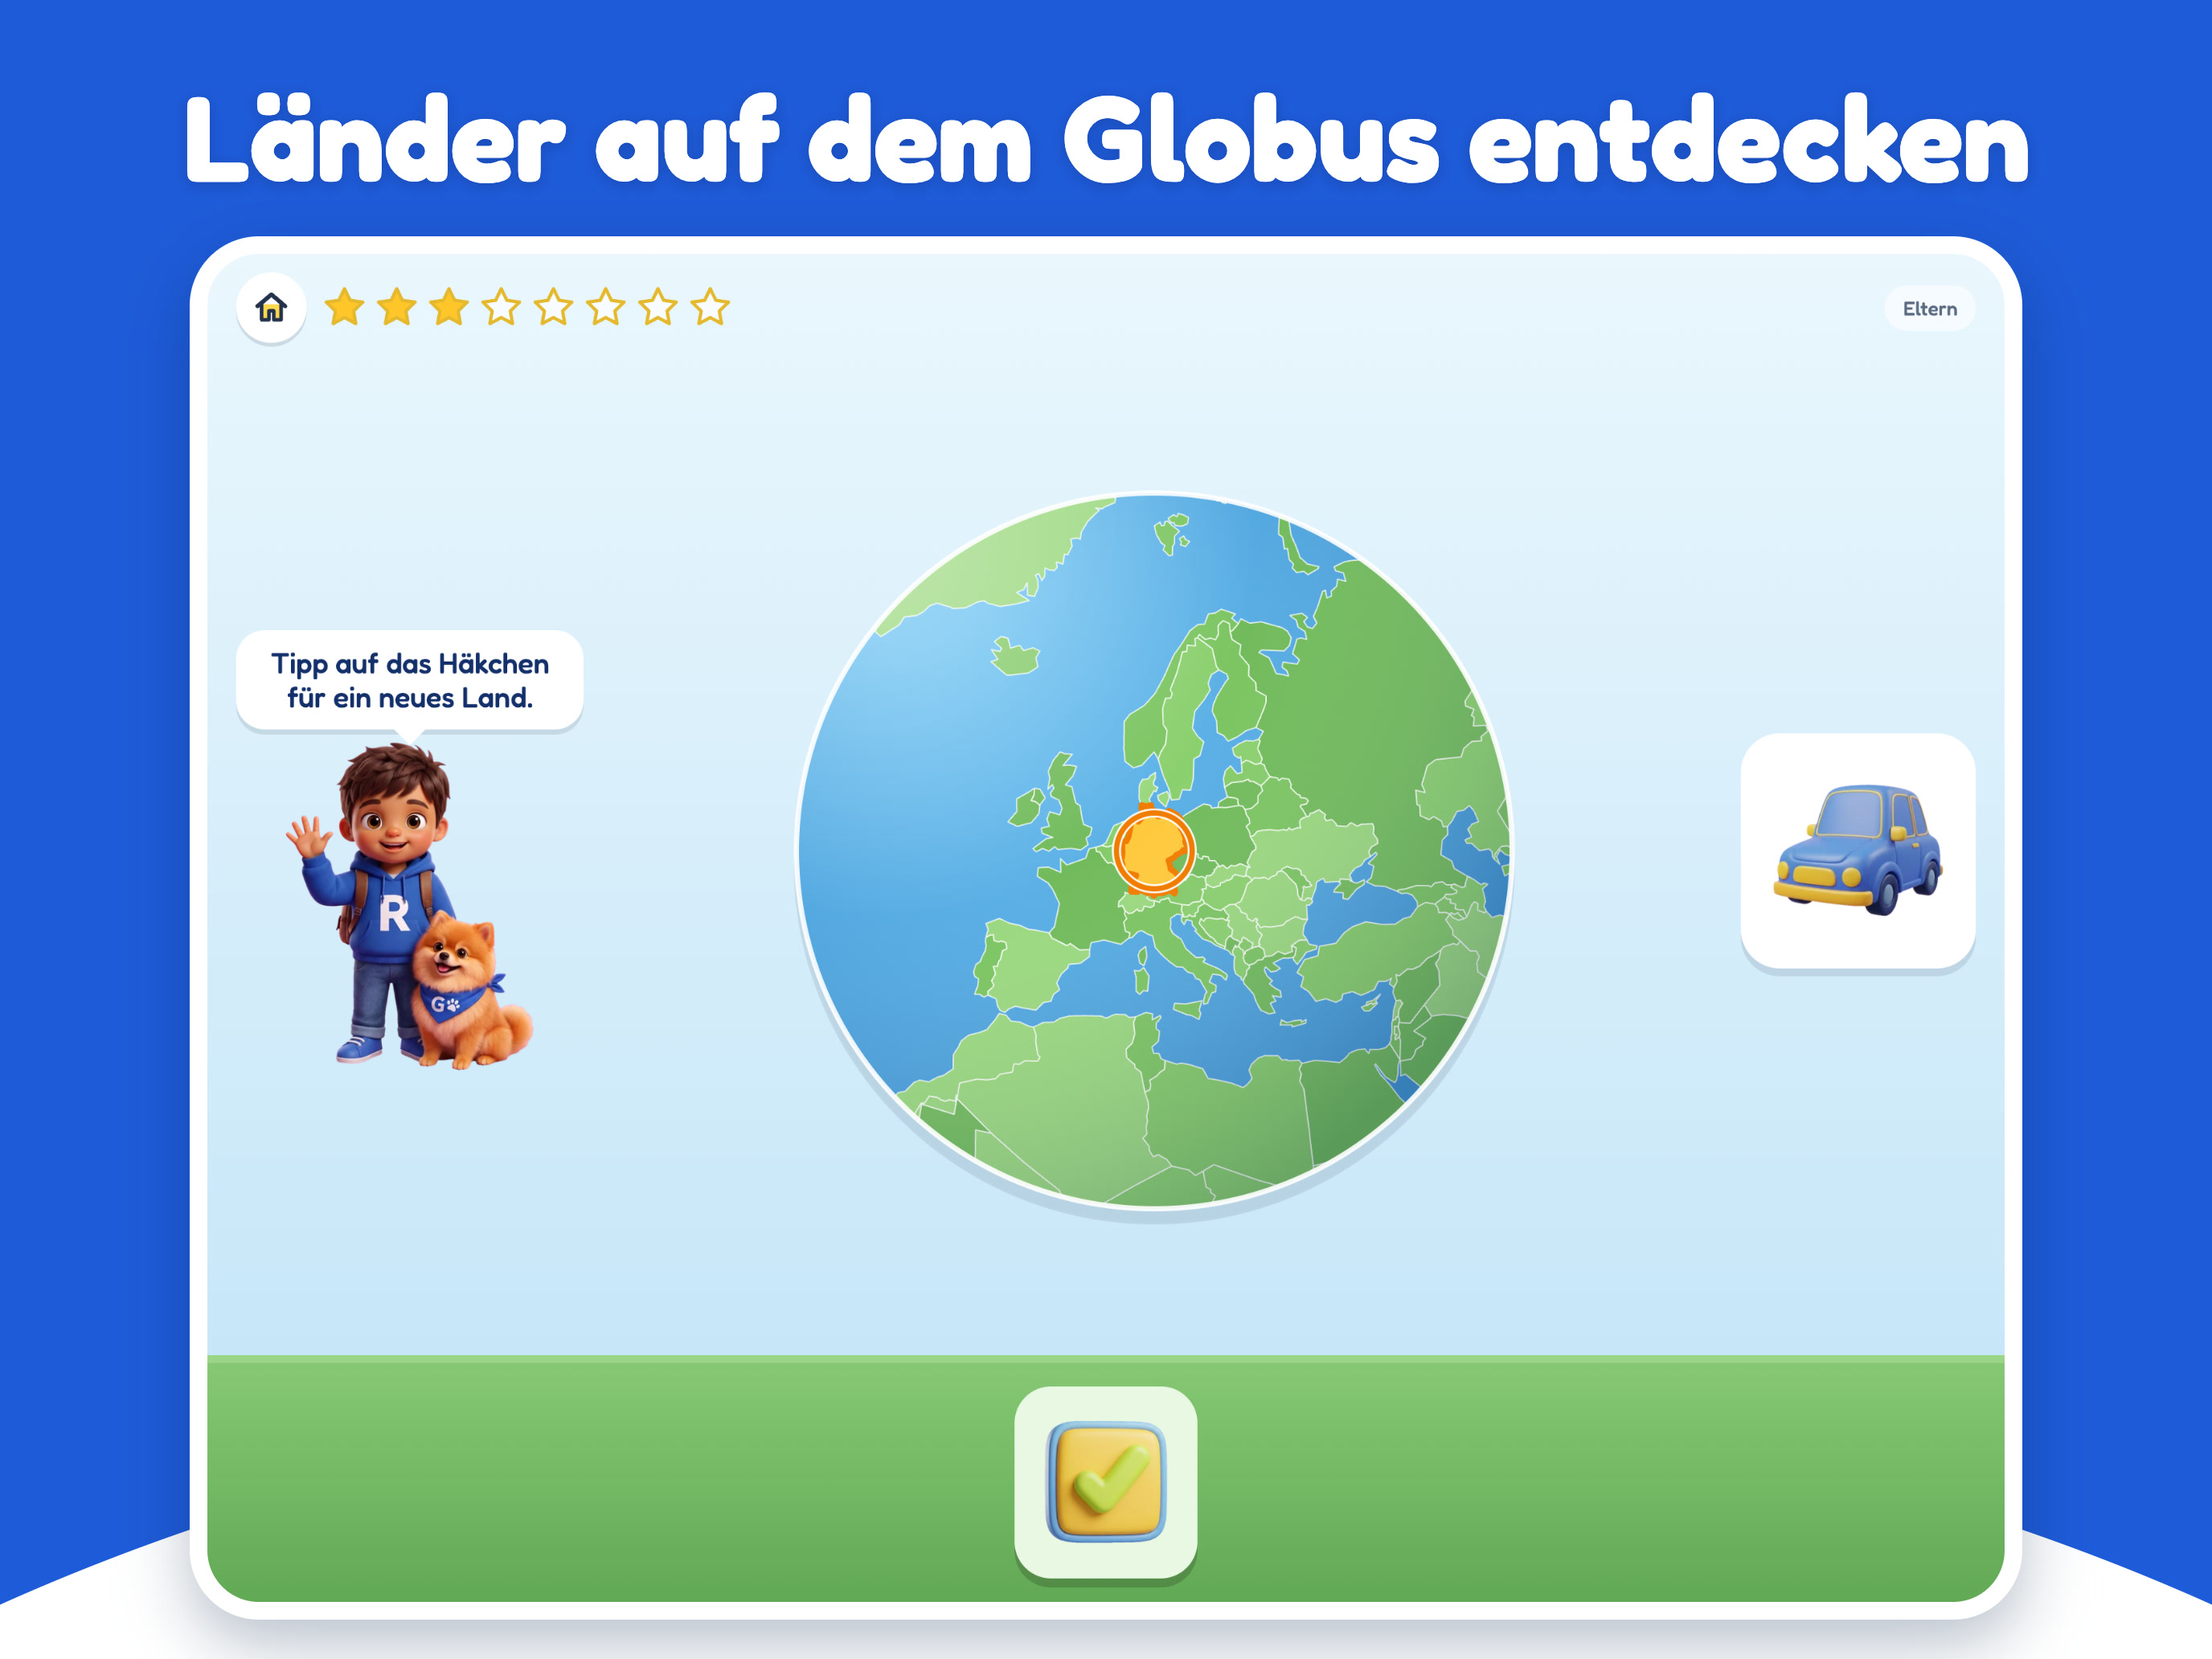 Länder auf dem Globus entdecken
Eltern
Tipp auf das Häkchen
für ein neues Land.
R
G